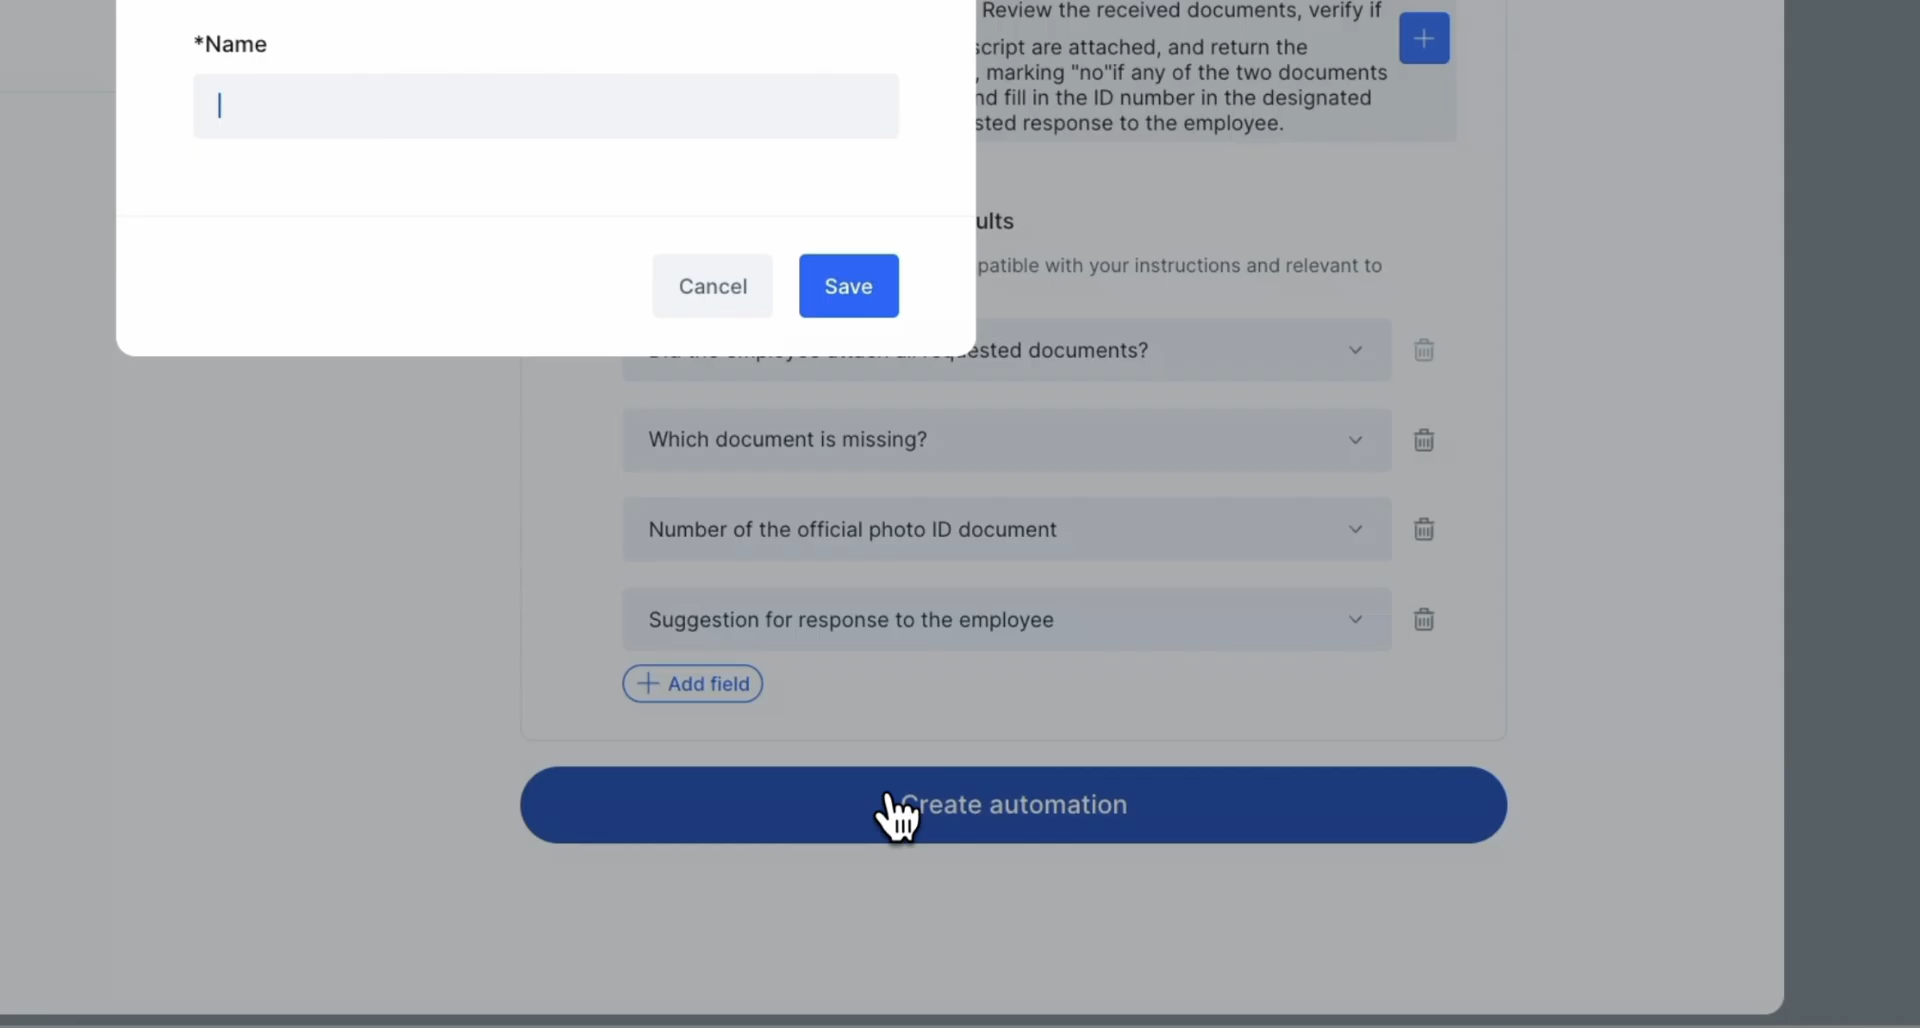 *Name
Cancel
Save
Review the received documents, verify if
script are attached, and return the
, marking "no"if any of the two documents
nd fill in the ID number in the designated
sted response to the employee.
ults
patible with your instructions and relevant to
requested documents?
Which document is missing?
Number of the official photo ID document
Suggestion for response to the employee
Add field
Create automation